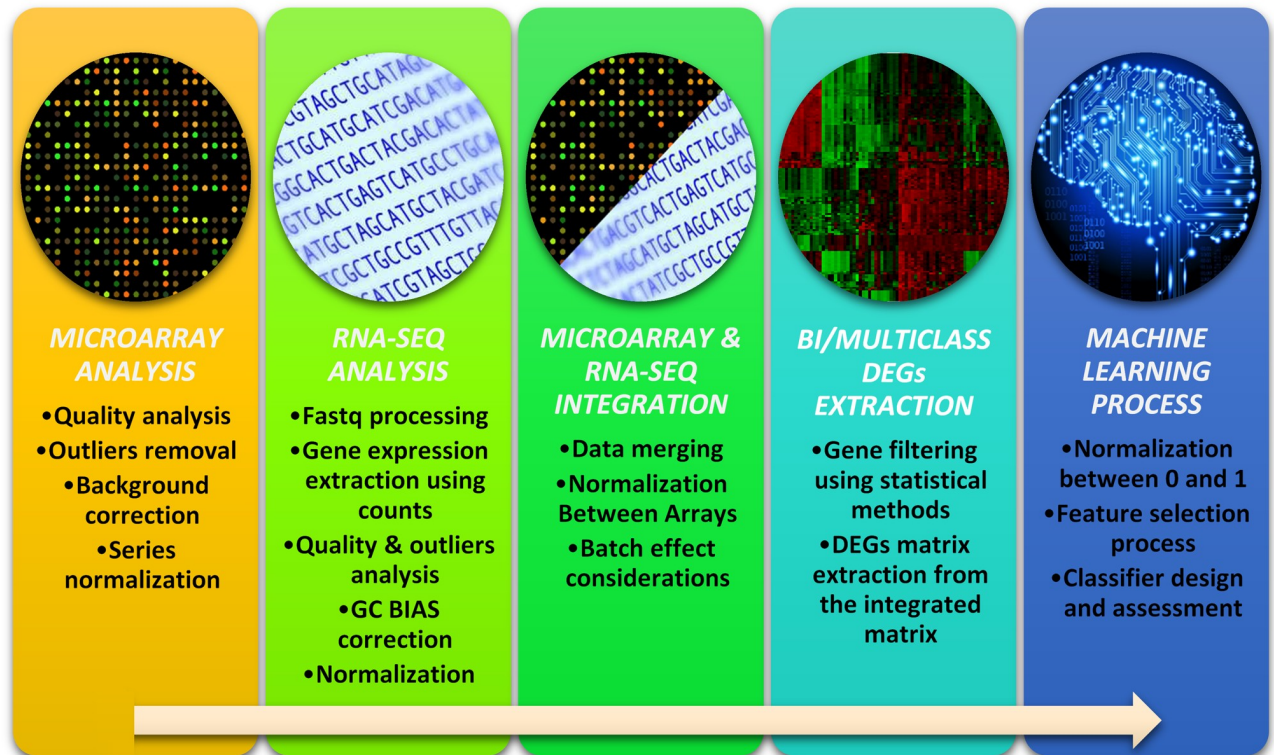 MICROARRAY
ANALYSIS
•Quality analysis
•Outliers removal
•Background
correction
•Series
normalization
RNA-SEQ
ANALYSIS
•Fastq processing
•Gene expression
extraction using
counts
•Quality & outliers
analysis
•GC BIAS
correction
•Normalization
MICROARRAY &
RNA-SEQ
INTEGRATION
•Data merging
•Normalization
Between Arrays
•Batch effect
considerations
BI/MULTICLASS
DEGs
EXTRACTION
•Gene filtering
using statistical
methods
•DEGs matrix
extraction from
the integrated
matrix
MACHINE
LEARNING
PROCESS
•Normalization
between 0 and 1
•Feature selection
process
•Classifier design
and assessment